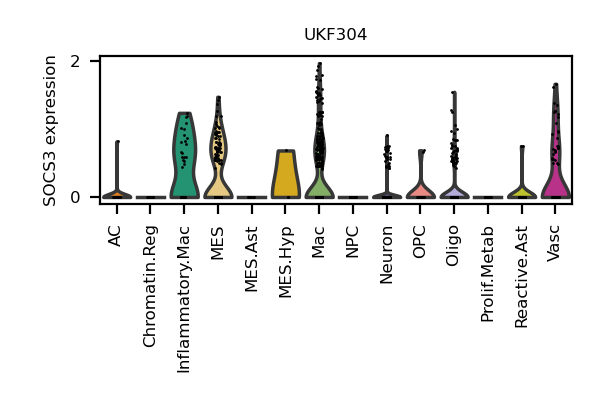 UKF304
SOCS3 expression
2
0
AC
Chromatin.Reg
Inflammatory.Mac
MES
MES.Ast
MES.Hyp
Mac
NPC
Neuron
OPC
Oligo
Prolif.Metab
Reactive.Ast
Vasc